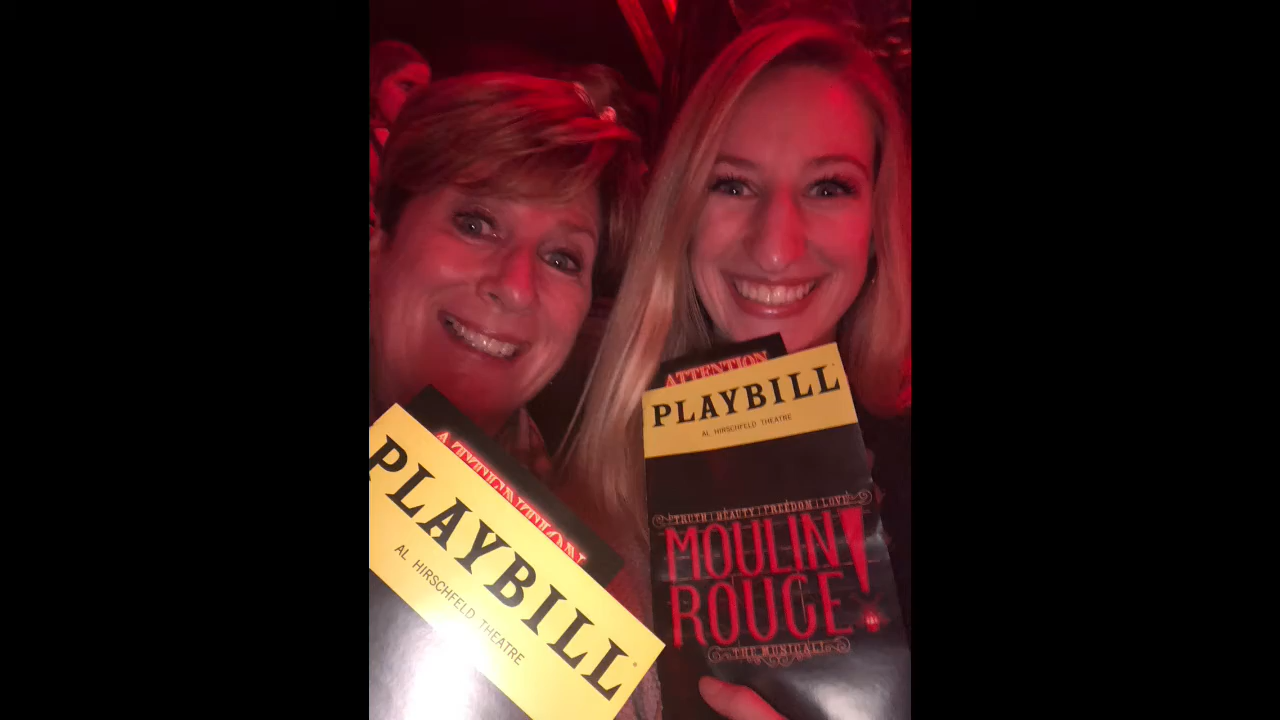 ATTENTION
PLAYBILL
AL HIRSCHFELD THEATRE
ATTENTION
PLAYBILL
AL HIRSCHFELD THEATRE
TRUTH | BEAUTY | FREEDOM | LOVE
MOULIN
ROUGE!
THE MUSICAL